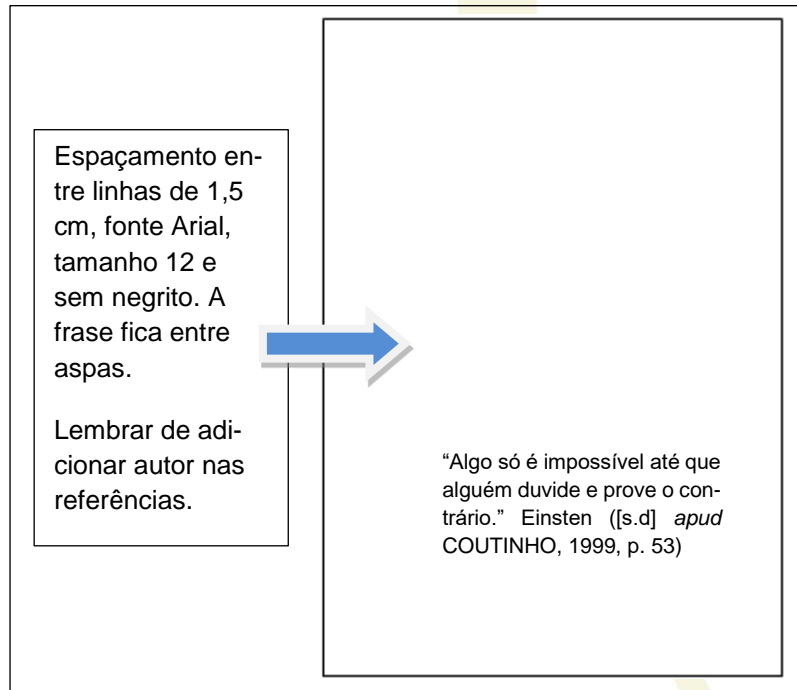 Espaçamento en-
tre linhas de 1,5
cm, fonte Arial,
tamanho 12 e
sem negrito. A
frase fica entre
aspas.
Lembrar de adi-
cionar autor nas
referências.
“Algo só é impossível até que
alguém duvide e prove o con-
trário.” Einsten ([s.d] apud
COUTINHO, 1999, p. 53)